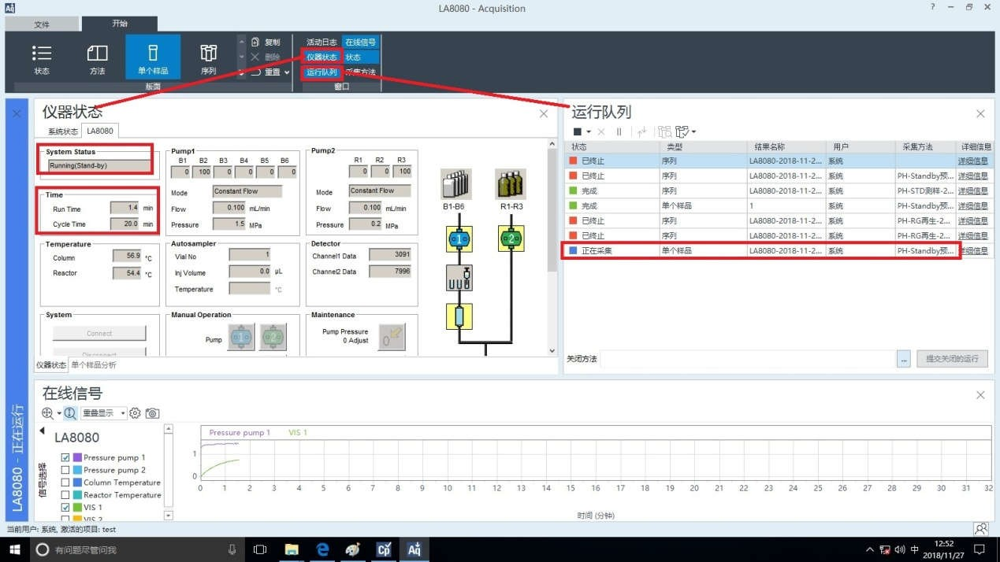 Aq
LA8080 - Acquisition
文件
开始
状态
方法
单个样品
序列
复制
删除
重置
版面
活动日志
在线信号
仪器状态
状态
运行队列
采集方法
窗口
仪器状态
系统状态
LA8080
System Status
Running(Stand-by)
Time
Run Time 1.4 min
Cycle Time 20.0 min
Temperature
Column 56.9 °C
Reactor 54.4 °C
System
Connect
Disconnect
Pump1
B1 B2 B3 B4 B5 B6
0 100 0 0 0 0
Mode Constant Flow
Flow 0.100 mL/min
Pressure 1.5 MPa
Autosampler
Vial No 1
Inj Volume 0.0 μL
Temperature °C
Manual Operation
Pump 1 2
Pump2
R1 R2 R3
0 0 100
Mode Constant Flow
Flow 0.100 mL/min
Pressure 0.2 MPa
Detector
Channel1 Data 3091
Channel2 Data 7996
Maintenance
Pump Pressure
0 Adjust
0
B1-B6 R1-R3
1 2
仪器状态 单个样品分析
运行队列
状态 类型 结果名称 用户 采集方法 详细信息
已终止 序列 LA8080-2018-11-2... 系统 详细信息
已终止 序列 LA8080-2018-11-2... 系统 PH-Standby预... 详细信息
完成 序列 LA8080-2018-11-2... 系统 PH-STD测样-2... 详细信息
完成 单个样品 1 系统 PH-Standby预... 详细信息
已终止 序列 LA8080-2018-11-2... 系统 PH-RG再生-2... 详细信息
已终止 序列 LA8080-2018-11-2... 系统 PH-RG再生-2... 详细信息
正在采集 单个样品 LA8080-2018-11-2... 系统 PH-Standby预... 详细信息
关闭方法 ... 提交关闭的运行
LA8080 - 正在运行
在线信号
重叠显示
LA8080
信号选择
Pressure pump 1
Pressure pump 2
Column Temperature
Reactor Temperature
VIS 1
VIS 2
Pressure pump 1 VIS 1
1
0
0 1 2 3 4 5 6 7 8 9 10 11 12 13 14 15 16 17 18 19 20 21 22 23 24 25 26 27 28 29 30 31 32
时间 (分钟)
当前用户: 系统, 激活的项目: test
有问题尽管问我
Cp
Aq
中
12:52
2018/11/27